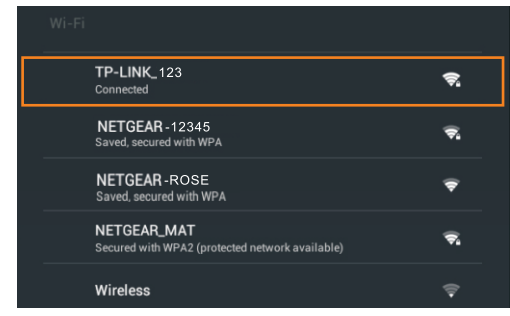 Wi-Fi
TP-LINK_123
Connected
NETGEAR-12345
Saved, secured with WPA
NETGEAR-ROSE
Saved, secured with WPA
NETGEAR_MAT
Secured with WPA2 (protected network available)
Wireless